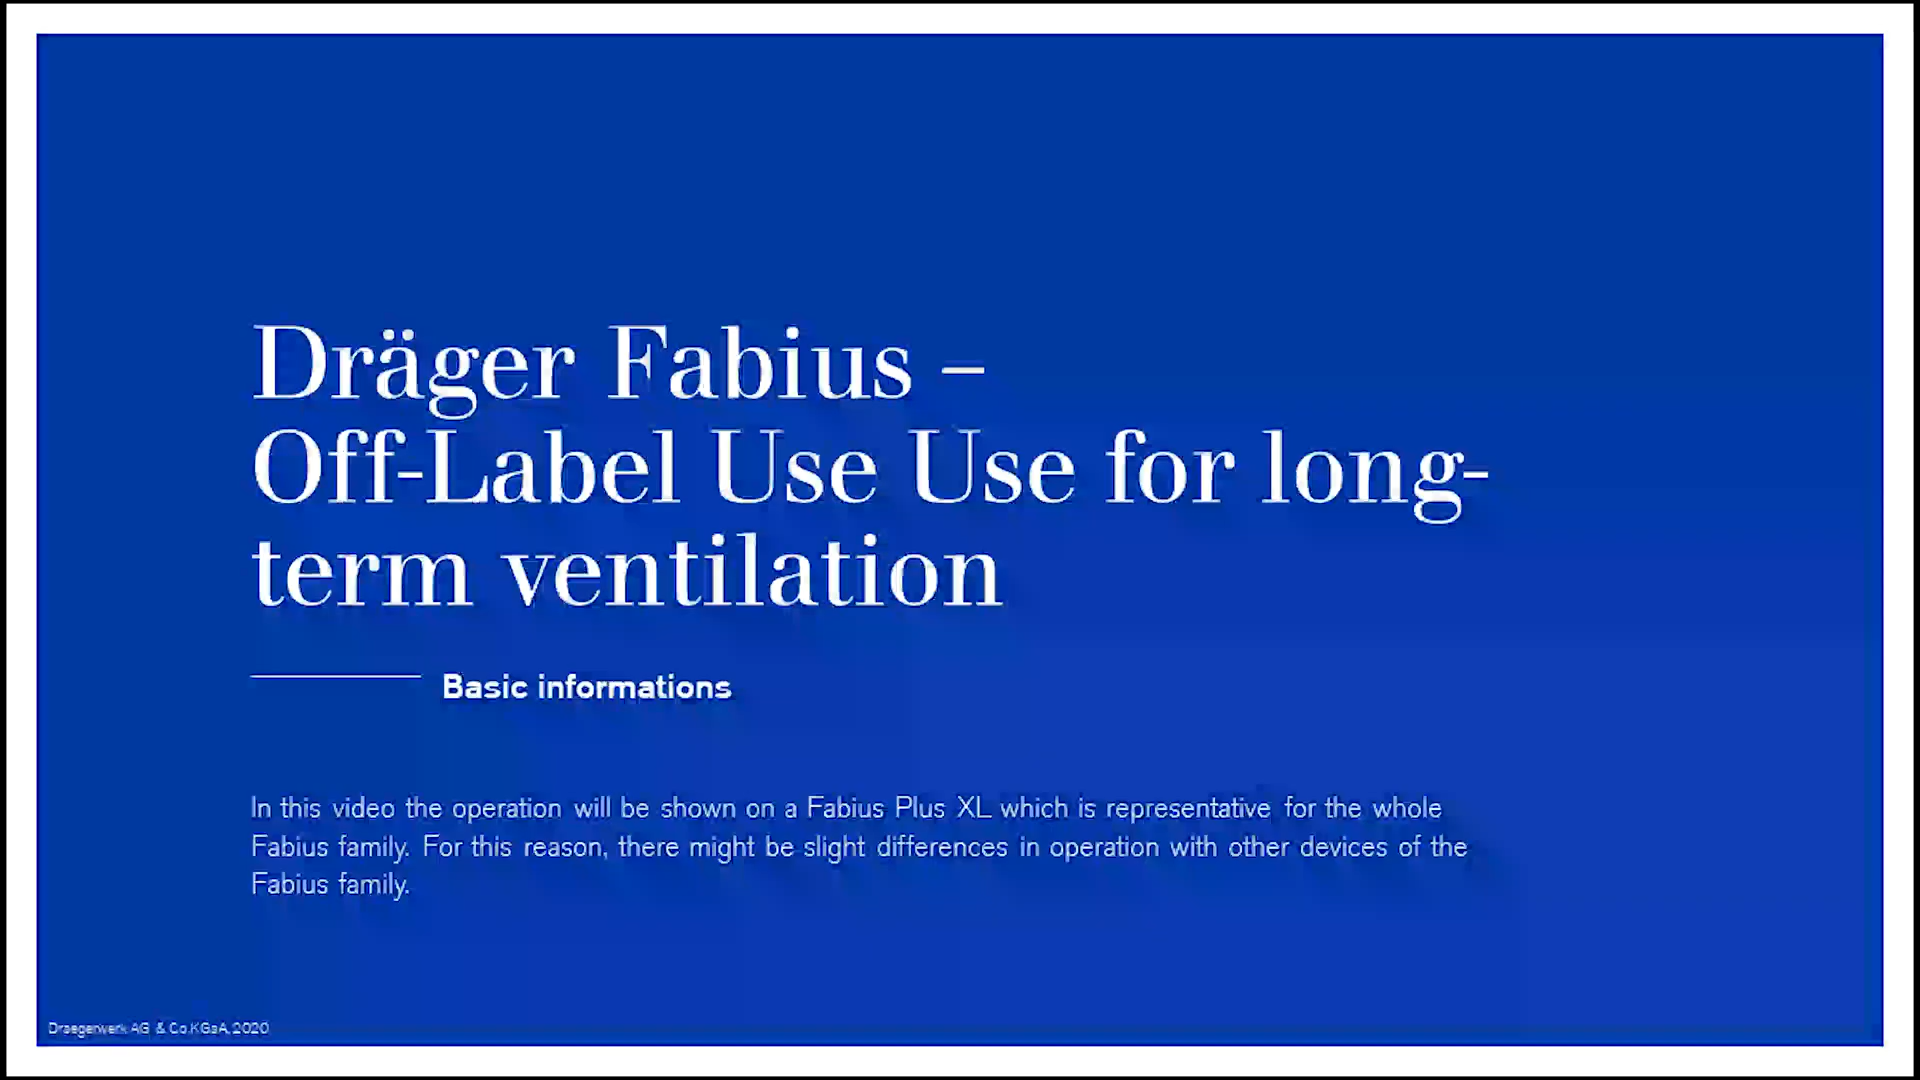 Dräger Fabius –
Off-Label Use Use for long-
term ventilation
Basic informations
In this video the operation will be shown on a Fabius Plus XL which is representative for the whole
Fabius family. For this reason, there might be slight differences in operation with other devices of the
Fabius family.
Draegerwerk AG & Co.KGaA, 2020